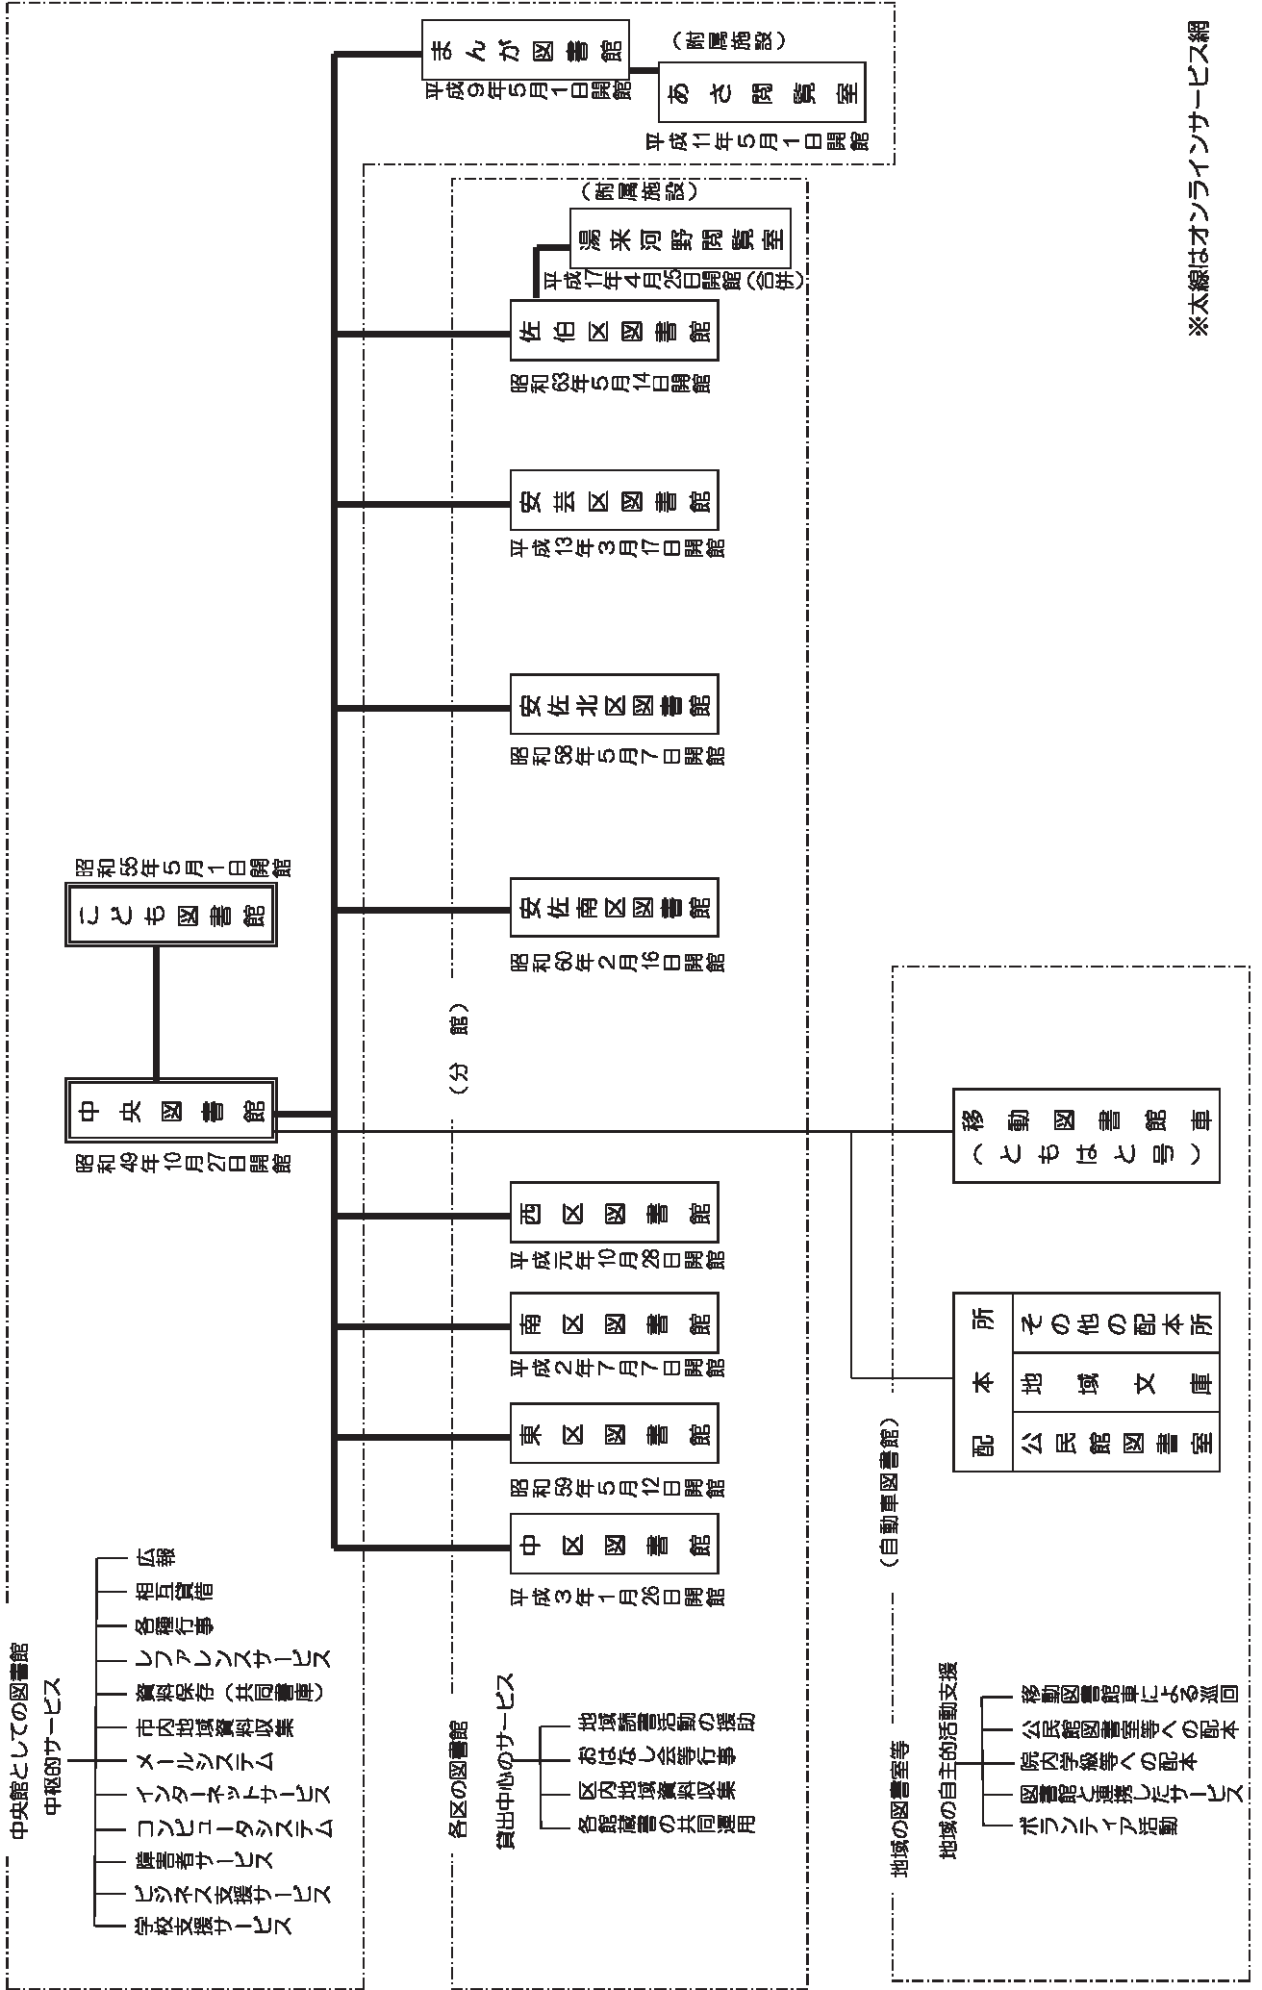 中央館としての図書館
中枢的サービス
学校支援サービス
ビジネス支援サービス
障害者サービス
コンピュータシステム
インターネットサービス
メールシステム
市内地域資料収集
資料保存（共同書庫）
レファレンスサービス
各種行事
相互貸借
広報
中央図書館
昭和49年10月27日開館
こども図書館
昭和55年5月1日開館
まんが図書館
平成9年5月1日開館
（附属施設）
あさ閲覧室
平成11年5月1日開館
各区の図書館
（分　館）
貸出中心のサービス
各館蔵書の共同運用
区内地域資料収集
おはなし会等行事
地域読書活動の援助
中区図書館
平成3年1月26日開館
東区図書館
昭和59年5月12日開館
南区図書館
平成2年7月7日開館
西区図書館
平成元年10月28日開館
安佐南区図書館
昭和60年2月16日開館
安佐北区図書館
昭和58年5月7日開館
安芸区図書館
平成13年3月17日開館
佐伯区図書館
昭和63年5月14日開館
（附属施設）
湯来河野閲覧室
平成17年4月25日開館（合併）
地域の図書室等
（自動車図書館）
地域の自主的活動支援
ボランティア活動
図書館と連携したサービス
院内学級等への配本
公民館図書室等への配本
移動図書館車による巡回
配本所
公民館図書室
地域文庫
その他の配本所
移動図書館車
（ともはと号）
※太線はオンラインサービス網